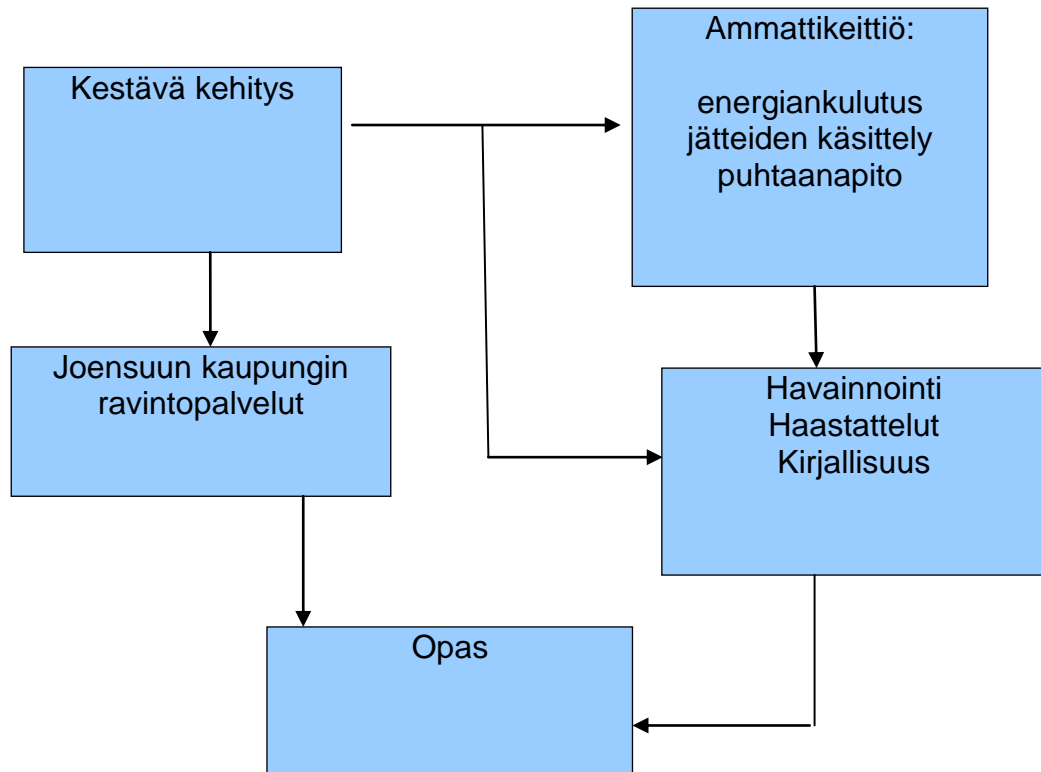 Kestävä kehitys
Ammattikeittiö:
energiankulutus
jätteiden käsittely
puhtaanapito
Joensuun kaupungin
ravintopalvelut
Havainnointi
Haastattelut
Kirjallisuus
Opas